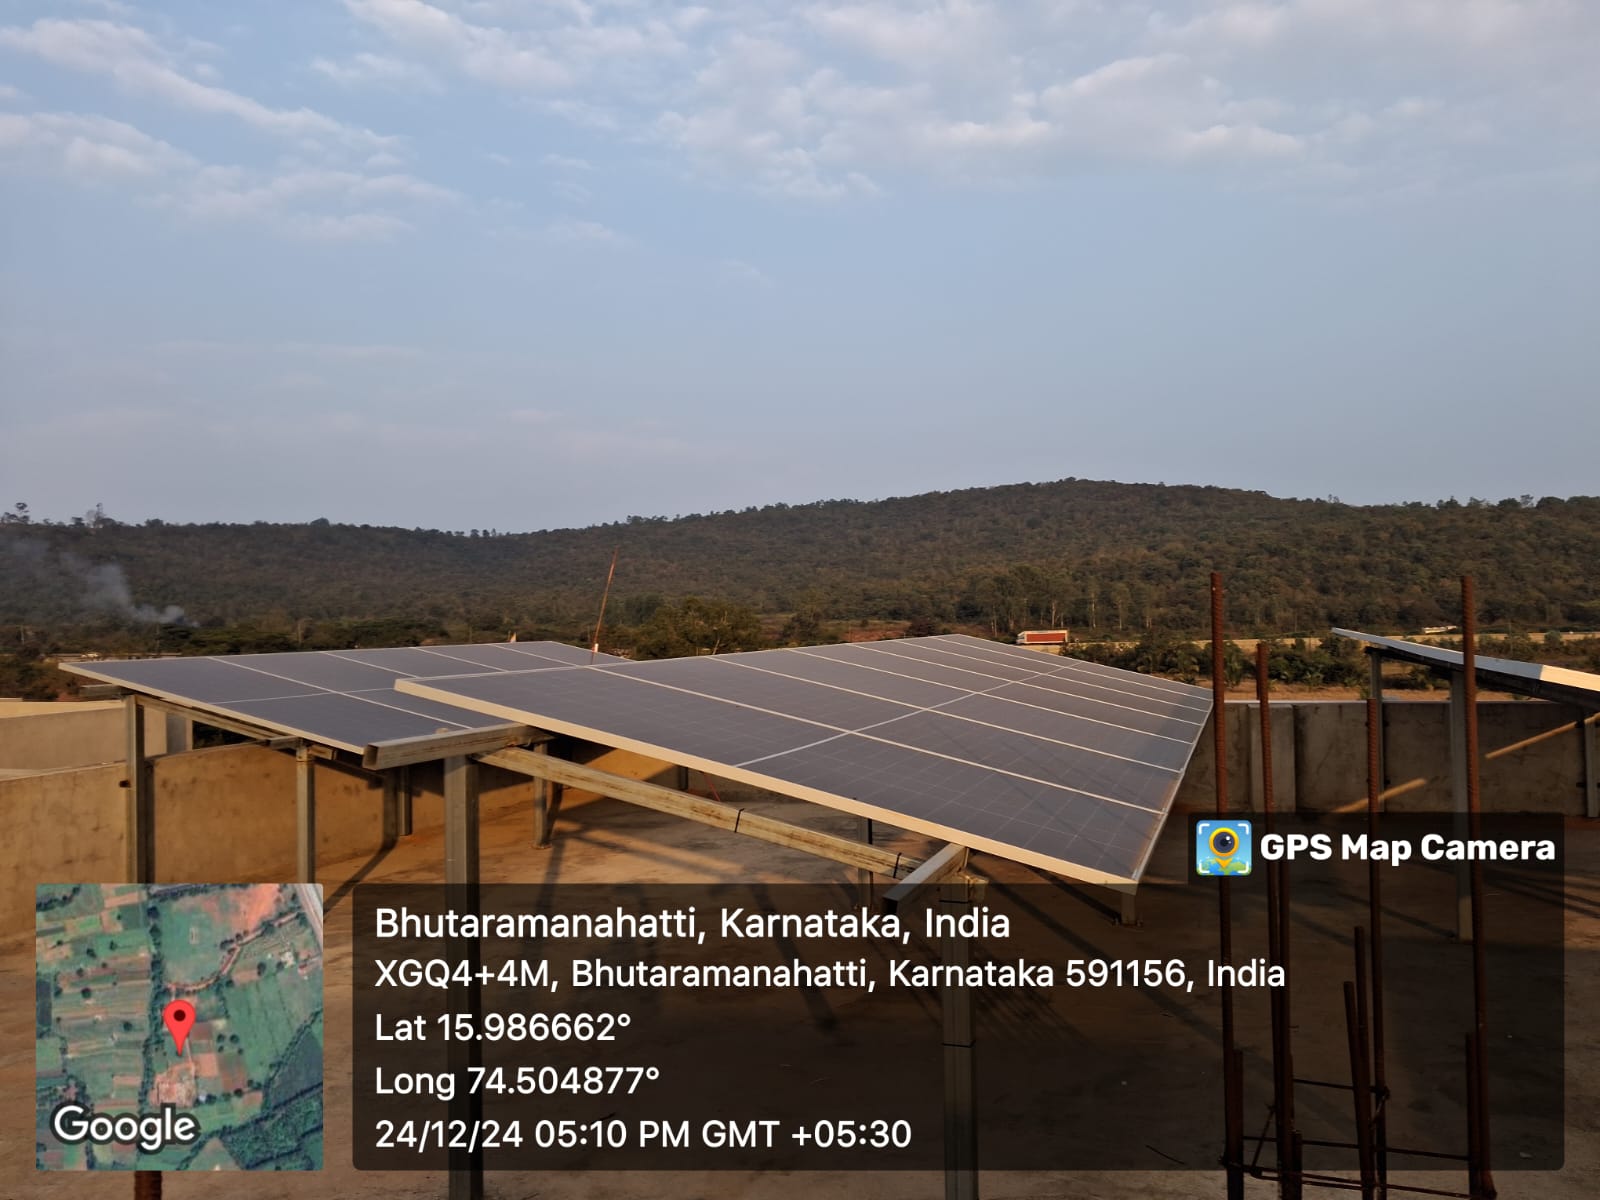 GPS Map Camera
Bhutaramanahatti, Karnataka, India
XGQ4+4M, Bhutaramanahatti, Karnataka 591156, India
Lat 15.986662°
Long 74.504877°
24/12/24 05:10 PM GMT +05:30
Google